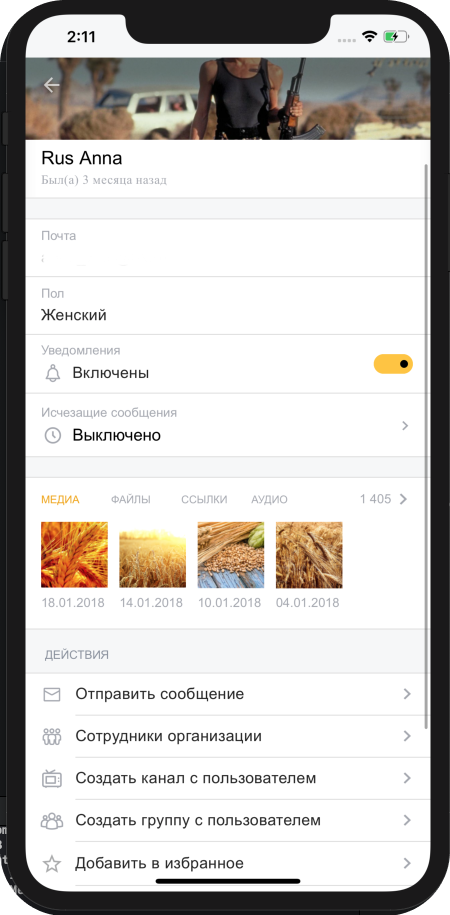 2:11
Rus Anna
Был(а) 3 месяца назад
Почта
Пол
Женский
Уведомления
Включены
Исчезащие сообщения
Выключено
МЕДИА ФАЙЛЫ ССЫЛКИ АУДИО 1 405
18.01.2018 14.01.2018 10.01.2018 04.01.2018
ДЕЙСТВИЯ
Отправить сообщение
Сотрудники организации
Создать канал с пользователем
Создать группу с пользователем
Добавить в избранное